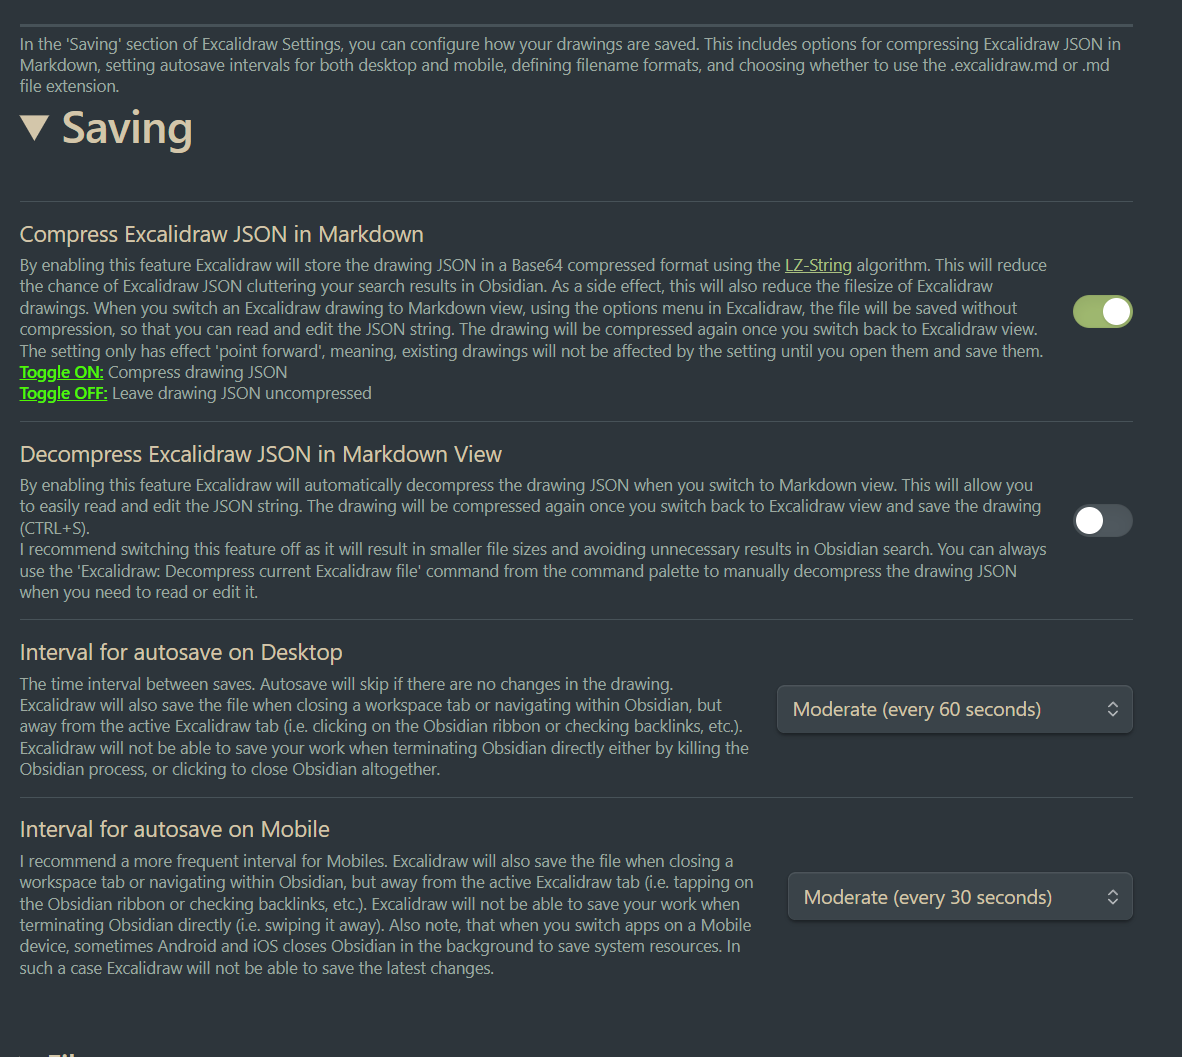 In the 'Saving' section of Excalidraw Settings, you can configure how your drawings are saved. This includes options for compressing Excalidraw JSON in
Markdown, setting autosave intervals for both desktop and mobile, defining filename formats, and choosing whether to use the .excalidraw.md or .md
file extension.
Saving
Compress Excalidraw JSON in Markdown
By enabling this feature Excalidraw will store the drawing JSON in a Base64 compressed format using the LZ-String algorithm. This will reduce
the chance of Excalidraw JSON cluttering your search results in Obsidian. As a side effect, this will also reduce the filesize of Excalidraw
drawings. When you switch an Excalidraw drawing to Markdown view, using the options menu in Excalidraw, the file will be saved without
compression, so that you can read and edit the JSON string. The drawing will be compressed again once you switch back to Excalidraw view.
The setting only has effect 'point forward', meaning, existing drawings will not be affected by the setting until you open them and save them.
Toggle ON: Compress drawing JSON
Toggle OFF: Leave drawing JSON uncompressed
Decompress Excalidraw JSON in Markdown View
By enabling this feature Excalidraw will automatically decompress the drawing JSON when you switch to Markdown view. This will allow you
to easily read and edit the JSON string. The drawing will be compressed again once you switch back to Excalidraw view and save the drawing
(CTRL+S).
I recommend switching this feature off as it will result in smaller file sizes and avoiding unnecessary results in Obsidian search. You can always
use the 'Excalidraw: Decompress current Excalidraw file' command from the command palette to manually decompress the drawing JSON
when you need to read or edit it.
Interval for autosave on Desktop
The time interval between saves. Autosave will skip if there are no changes in the drawing.
Excalidraw will also save the file when closing a workspace tab or navigating within Obsidian, but
away from the active Excalidraw tab (i.e. clicking on the Obsidian ribbon or checking backlinks, etc.).
Excalidraw will not be able to save your work when terminating Obsidian directly either by killing the
Obsidian process, or clicking to close Obsidian altogether.
Moderate (every 60 seconds)
Interval for autosave on Mobile
I recommend a more frequent interval for Mobiles. Excalidraw will also save the file when closing a
workspace tab or navigating within Obsidian, but away from the active Excalidraw tab (i.e. tapping on
the Obsidian ribbon or checking backlinks, etc.). Excalidraw will not be able to save your work when
terminating Obsidian directly (i.e. swiping it away). Also note, that when you switch apps on a Mobile
device, sometimes Android and iOS closes Obsidian in the background to save system resources. In
such a case Excalidraw will not be able to save the latest changes.
Moderate (every 30 seconds)